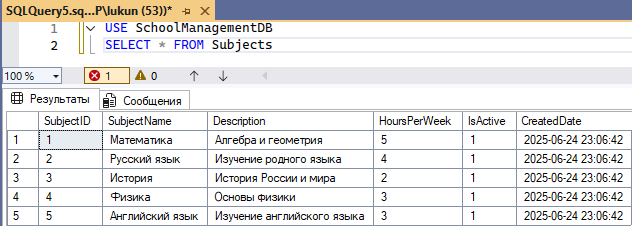 SQLQuery5.sq...P\lukun (53))*
1 USE SchoolManagementDB
2 SELECT * FROM Subjects
100 % 1 0
Результаты Сообщения
SubjectID SubjectName Description HoursPerWeek IsActive CreatedDate
1 1 Математика Алгебра и геометрия 5 1 2025-06-24 23:06:42
2 2 Русский язык Изучение родного языка 4 1 2025-06-24 23:06:42
3 3 История История России и мира 2 1 2025-06-24 23:06:42
4 4 Физика Основы физики 3 1 2025-06-24 23:06:42
5 5 Английский язык Изучение английского языка 3 1 2025-06-24 23:06:42